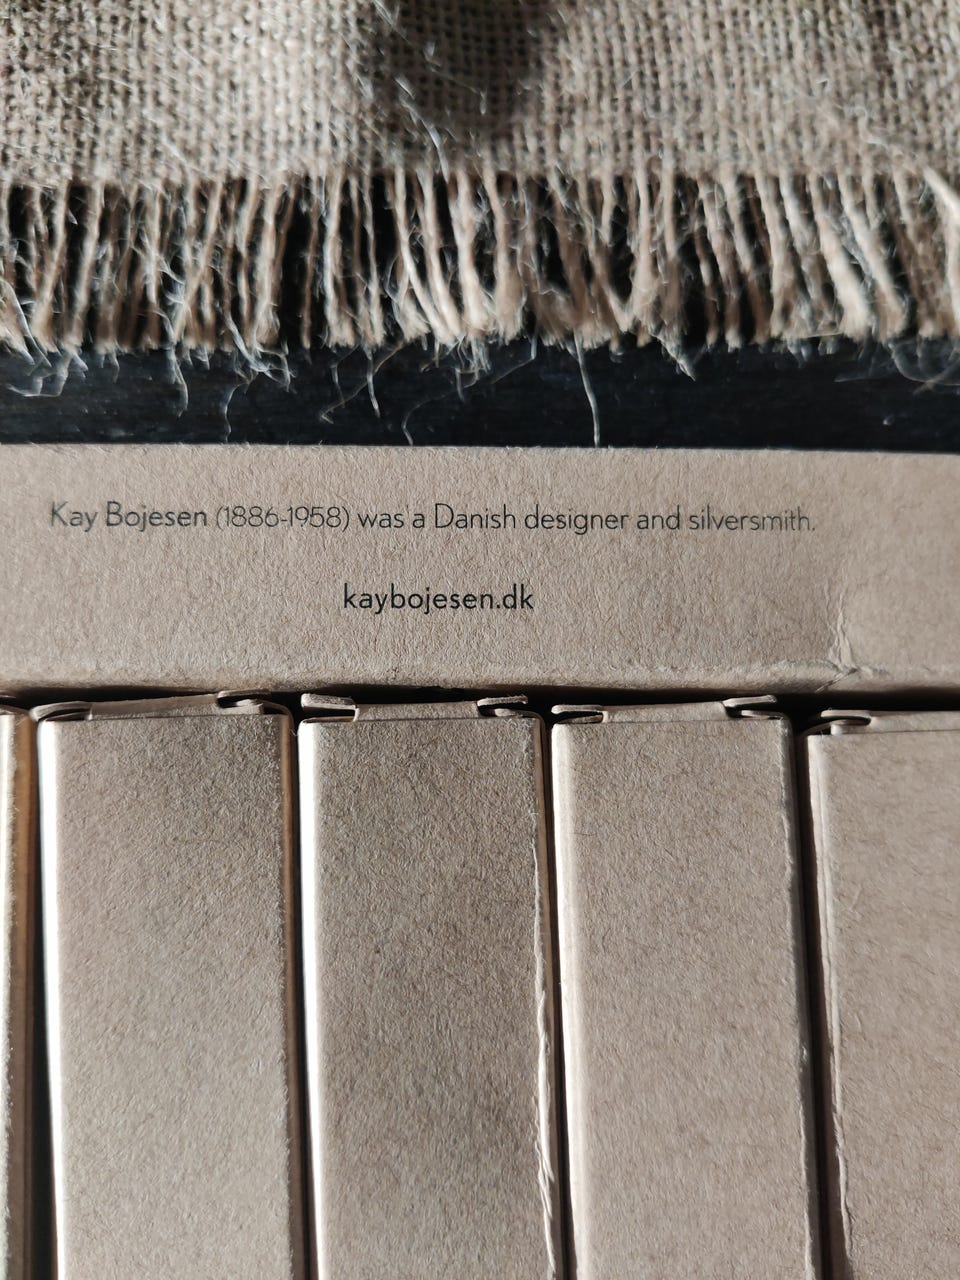 Kay Bojesen (1886-1958) was a Danish designer and silversmith.
kaybojesen.dk